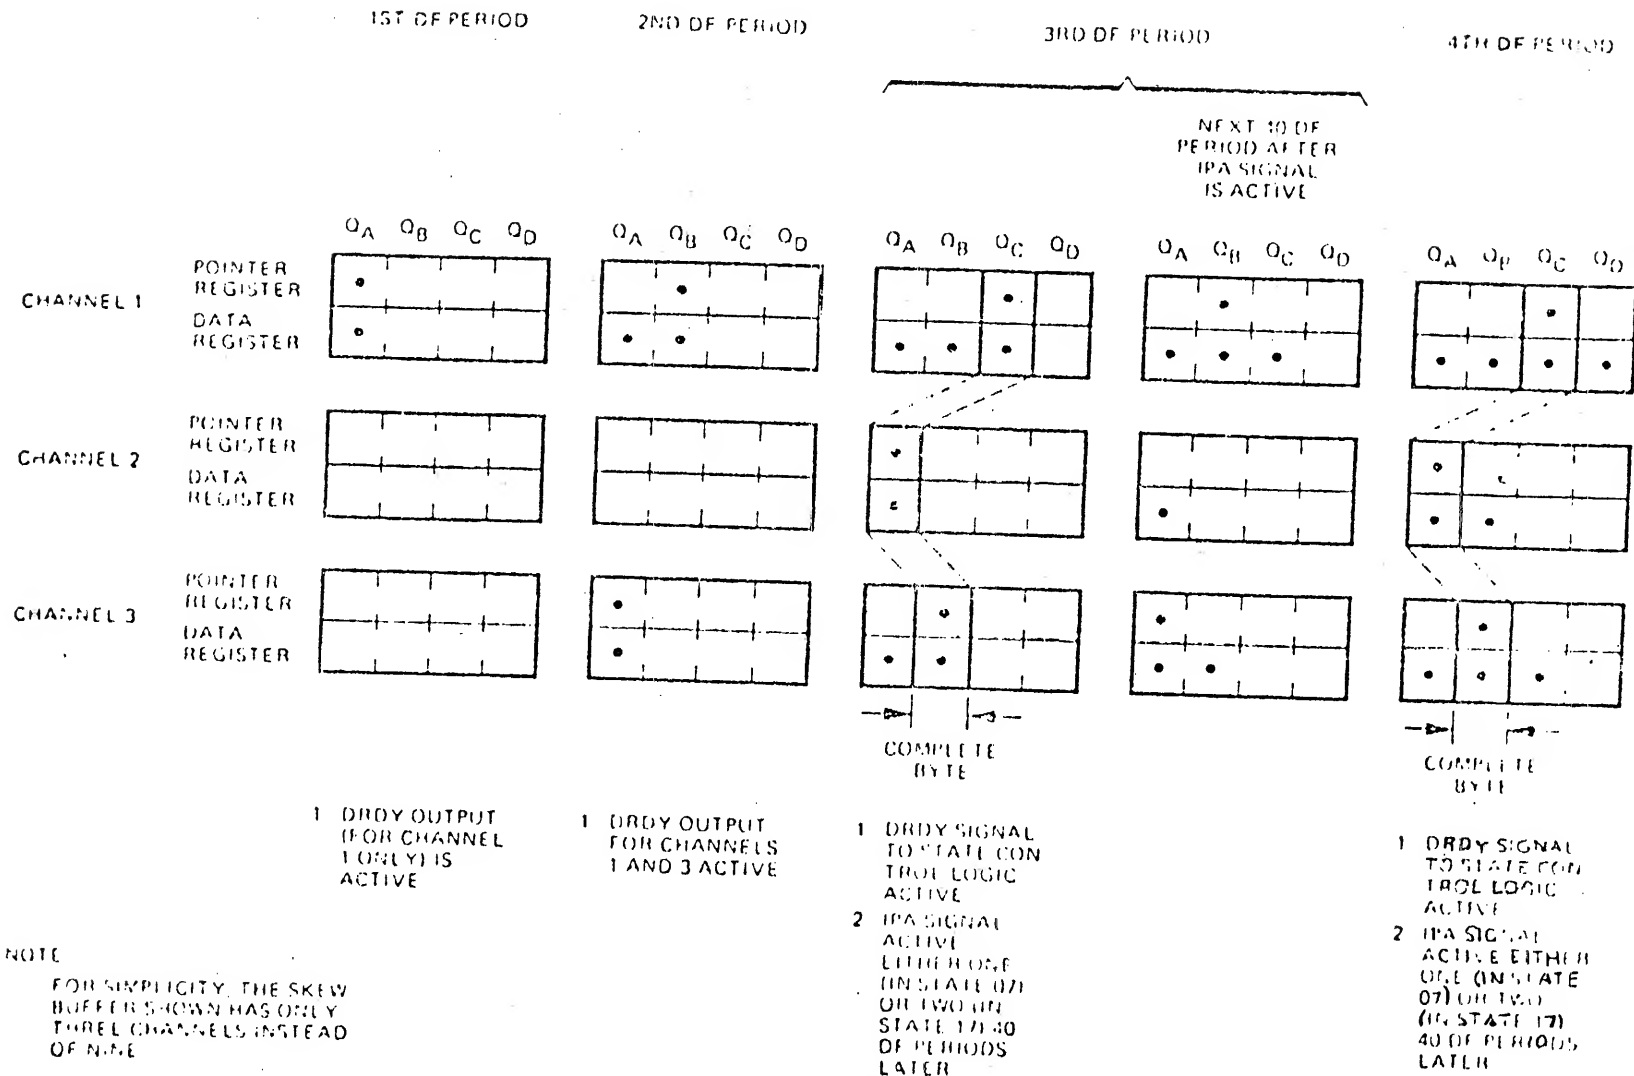 1ST DF PERIOD
2ND DF PERIOD
3RD DF PERIOD
4TH DF PERIOD
NEXT 40 DF
PERIOD AFTER
IPA SIGNAL
IS ACTIVE
QA QB QC QD
QA QB QC QD
QA QB QC QD
QA QB QC QD
QA QB QC QD
CHANNEL 1
POINTER
REGISTER
DATA
REGISTER
CHANNEL 2
POINTER
REGISTER
DATA
REGISTER
CHANNEL 3
POINTER
REGISTER
DATA
REGISTER
COMPLETE
BYTE
COMPLETE
BYTE
1 DRDY OUTPUT
(FOR CHANNEL
1 ONLY) IS
ACTIVE
1 DRDY OUTPUT
FOR CHANNELS
1 AND 3 ACTIVE
1 DRDY SIGNAL
TO STATE CON
TROL LOGIC
ACTIVE
2 IPA SIGNAL
ACTIVE
EITHER ONE
(IN STATE 07)
OR TWO (IN
STATE 17) 40
DF PERIODS
LATER
1 DRDY SIGNAL
TO STATE CON
TROL LOGIC
ACTIVE
2 IPA SIGNAL
ACTIVE EITHER
ONE (IN STATE
07) OR TWO
(IN STATE 17)
40 DF PERIODS
LATER
NOTE
FOR SIMPLICITY, THE SKEW
BUFFER SHOWN HAS ONLY
THREE CHANNELS INSTEAD
OF NINE